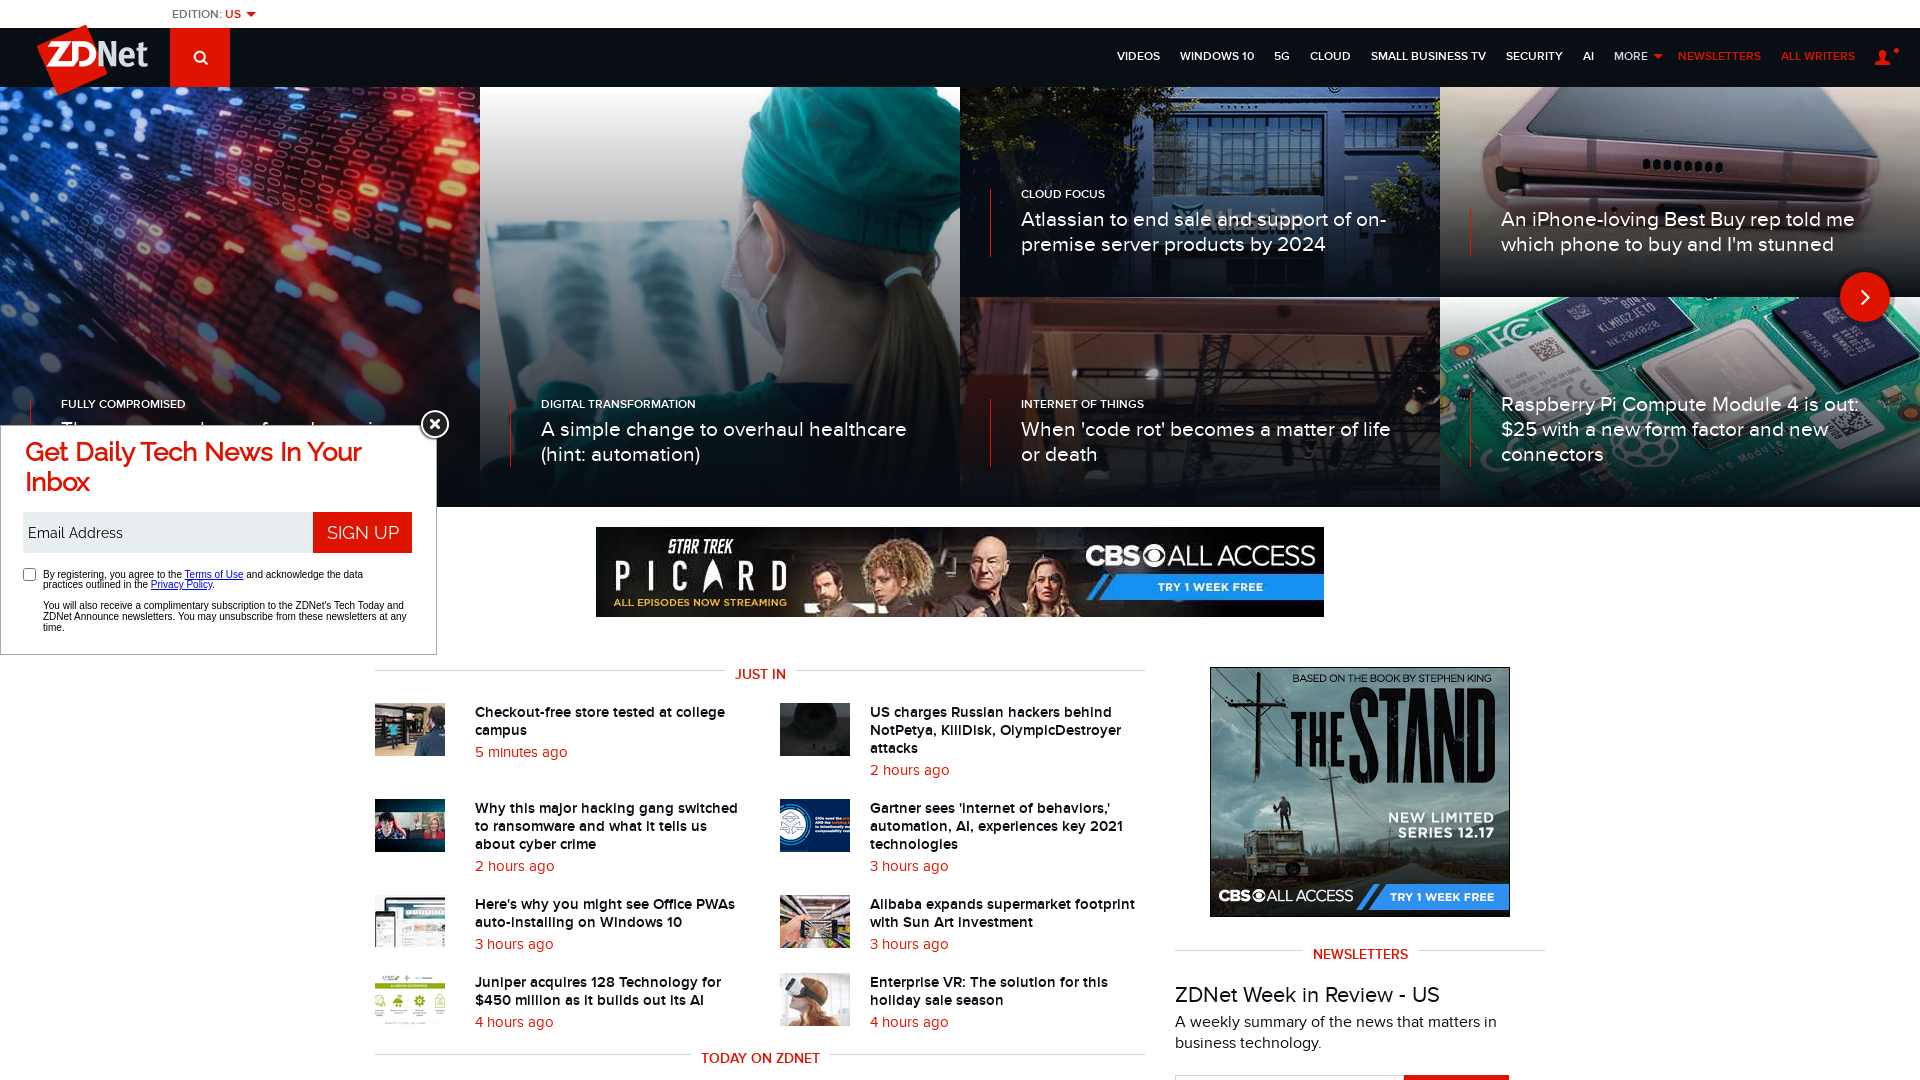 EDITION: US
ZDNet
VIDEOS
WINDOWS 10
5G
CLOUD
SMALL BUSINESS TV
SECURITY
AI
MORE
NEWSLETTERS
ALL WRITERS
FULLY COMPROMISED
DIGITAL TRANSFORMATION
A simple change to overhaul healthcare
(hint: automation)
CLOUD FOCUS
Atlassian to end sale and support of on-
premise server products by 2024
INTERNET OF THINGS
When 'code rot' becomes a matter of life
or death
An iPhone-loving Best Buy rep told me
which phone to buy and I'm stunned
Raspberry Pi Compute Module 4 is out:
$25 with a new form factor and new
connectors
Get Daily Tech News In Your
Inbox
Email Address
SIGN UP
By registering, you agree to the Terms of Use and acknowledge the data
practices outlined in the Privacy Policy.
You will also receive a complimentary subscription to the ZDNet's Tech Today and
ZDNet Announce newsletters. You may unsubscribe from these newsletters at any
time.
STAR TREK
PICARD
ALL EPISODES NOW STREAMING
CBS ALL ACCESS
TRY 1 WEEK FREE
JUST IN
Checkout-free store tested at college
campus
5 minutes ago
US charges Russian hackers behind
NotPetya, KillDisk, OlympicDestroyer
attacks
2 hours ago
Why this major hacking gang switched
to ransomware and what it tells us
about cyber crime
2 hours ago
Gartner sees 'internet of behaviors,'
automation, AI, experiences key 2021
technologies
3 hours ago
Here's why you might see Office PWAs
auto-installing on Windows 10
3 hours ago
Alibaba expands supermarket footprint
with Sun Art investment
3 hours ago
Juniper acquires 128 Technology for
$450 million as it builds out its AI
4 hours ago
Enterprise VR: The solution for this
holiday sale season
4 hours ago
TODAY ON ZDNET
BASED ON THE BOOK BY STEPHEN KING
THE STAND
NEW LIMITED
SERIES 12.17
CBS ALL ACCESS
TRY 1 WEEK FREE
NEWSLETTERS
ZDNet Week in Review - US
A weekly summary of the news that matters in
business technology.